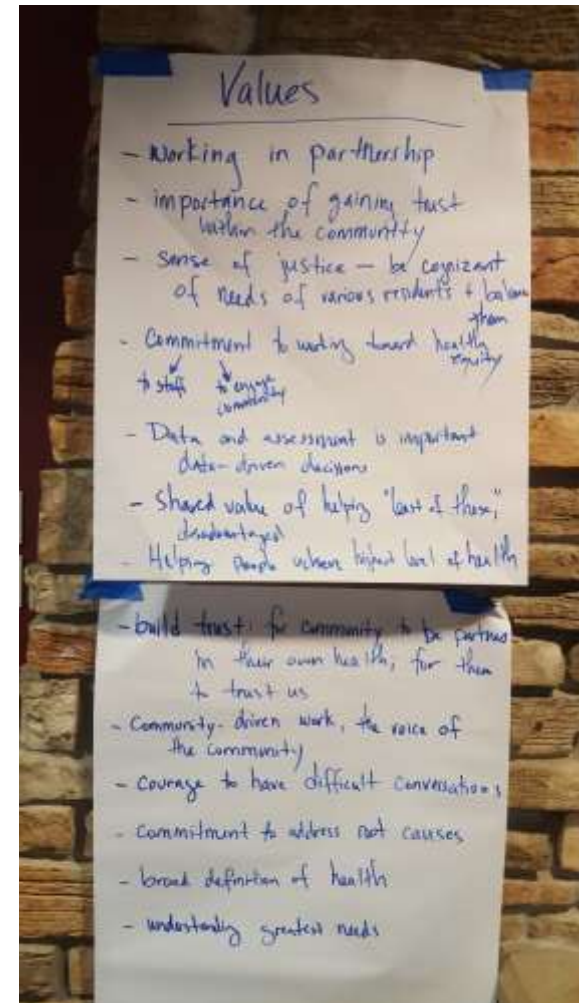 Values
- Working in partnership
- importance of gaining trust
within the community
- sense of justice - be cognizant
of needs of various residents + balance
them
- Commitment to working toward health
equity
to staff to engage
community
- Data and assessment is important
data-driven decisions
- Shared value of helping "least of these,"
disadvantaged
- Helping people achieve highest level of health
- build trust: for community to be partners
in their own health, for them
to trust us
- Community-driven work, the voice of
the community
- Courage to have difficult conversations
- commitment to address root causes
- broad definition of health
- understanding greatest needs